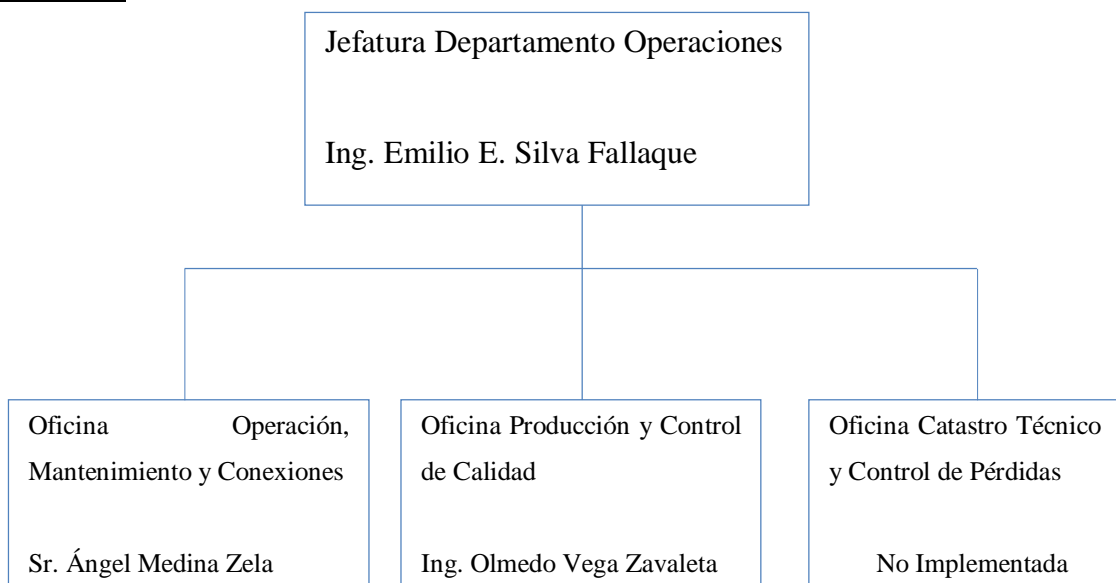 Jefatura Departamento Operaciones
Ing. Emilio E. Silva Fallaque
Oficina Operación,
Mantenimiento y Conexiones
Sr. Ángel Medina Zela
Oficina Producción y Control
de Calidad
Ing. Olmedo Vega Zavaleta
Oficina Catastro Técnico
y Control de Pérdidas
No Implementada